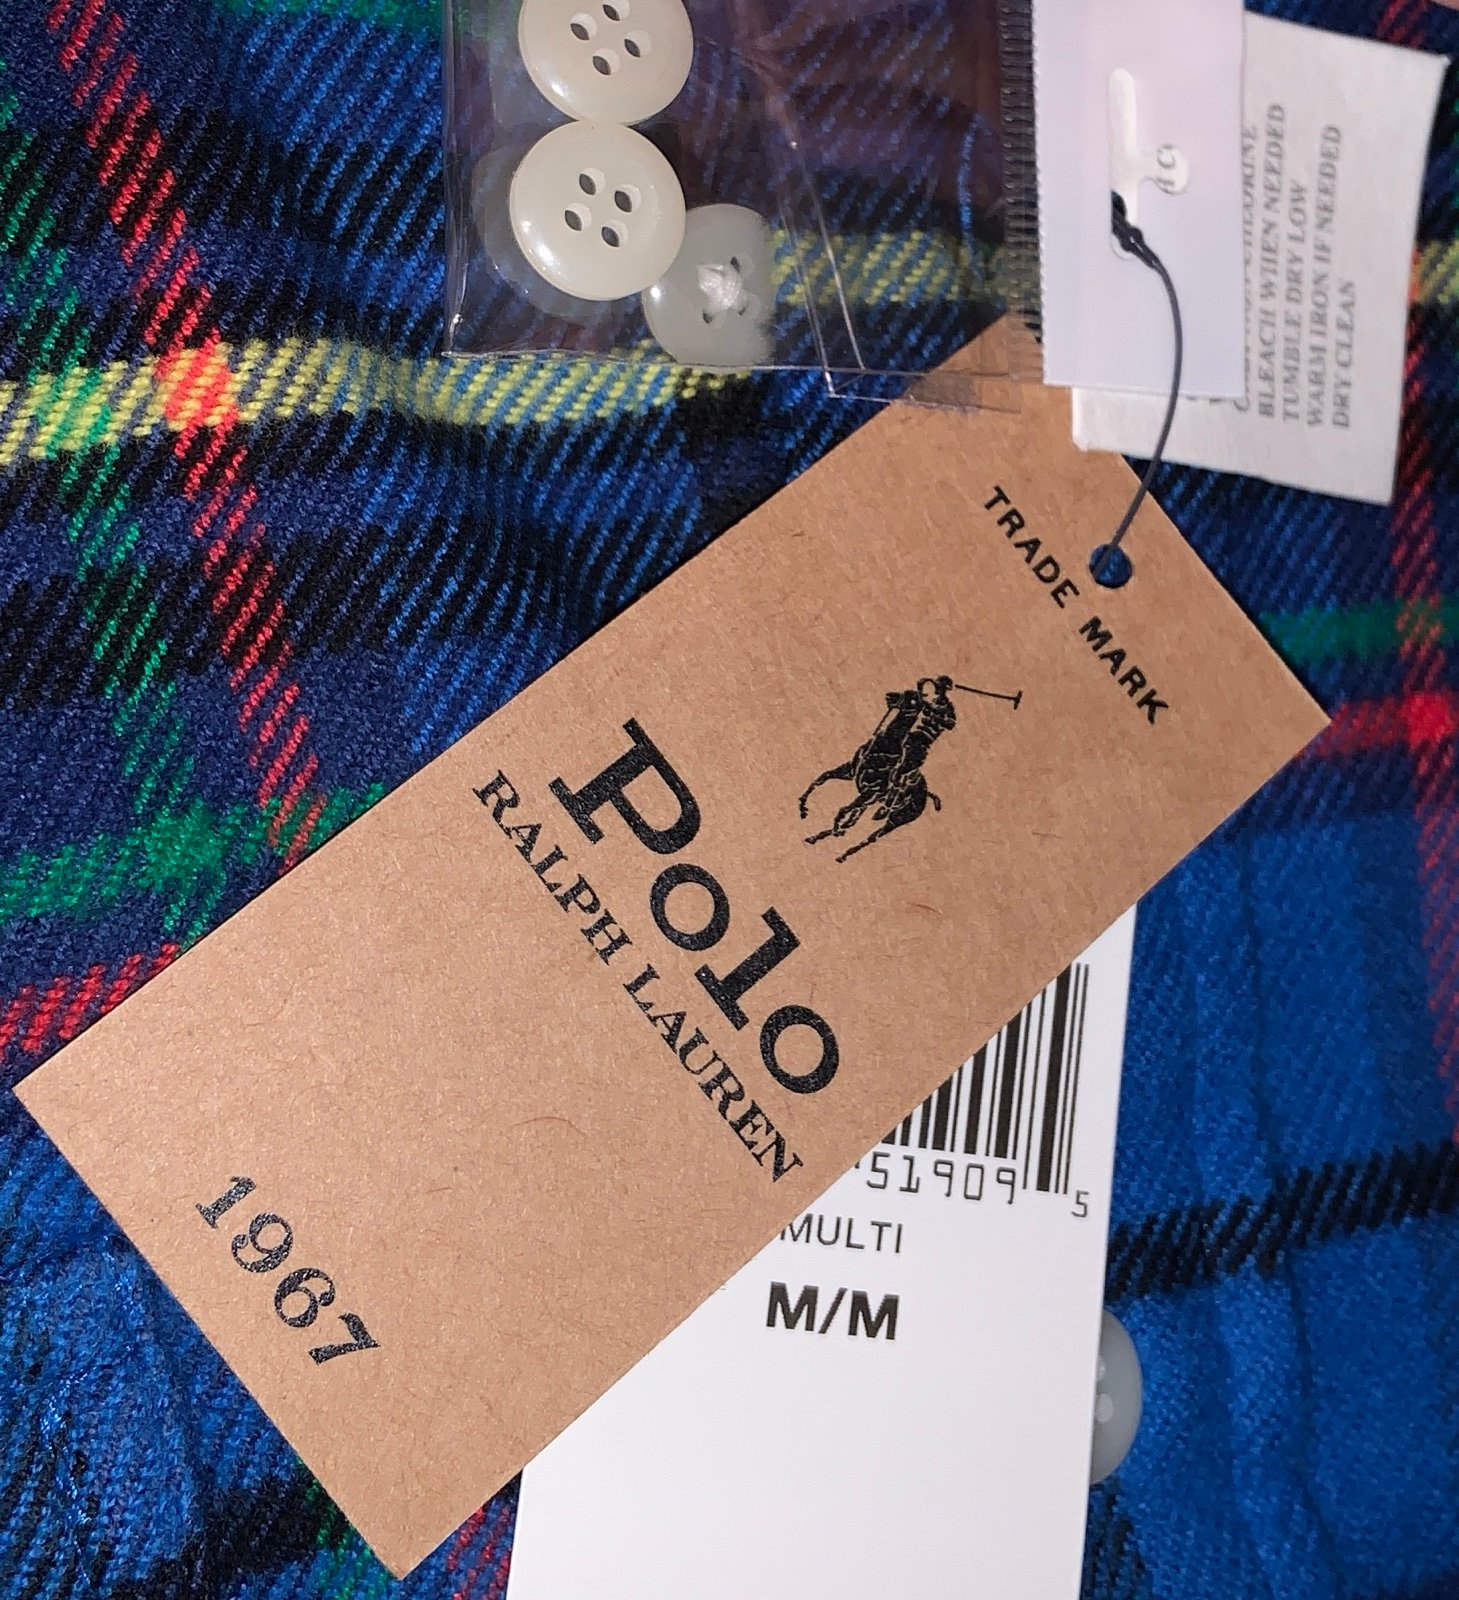 BLEACH WHEN NEEDED
TUMBLE DRY LOW
WARM IRON IF NEEDED
DRY CLEAN
TRADE MARK
Polo
RALPH LAUREN
1967
51909 5
MULTI
M/M